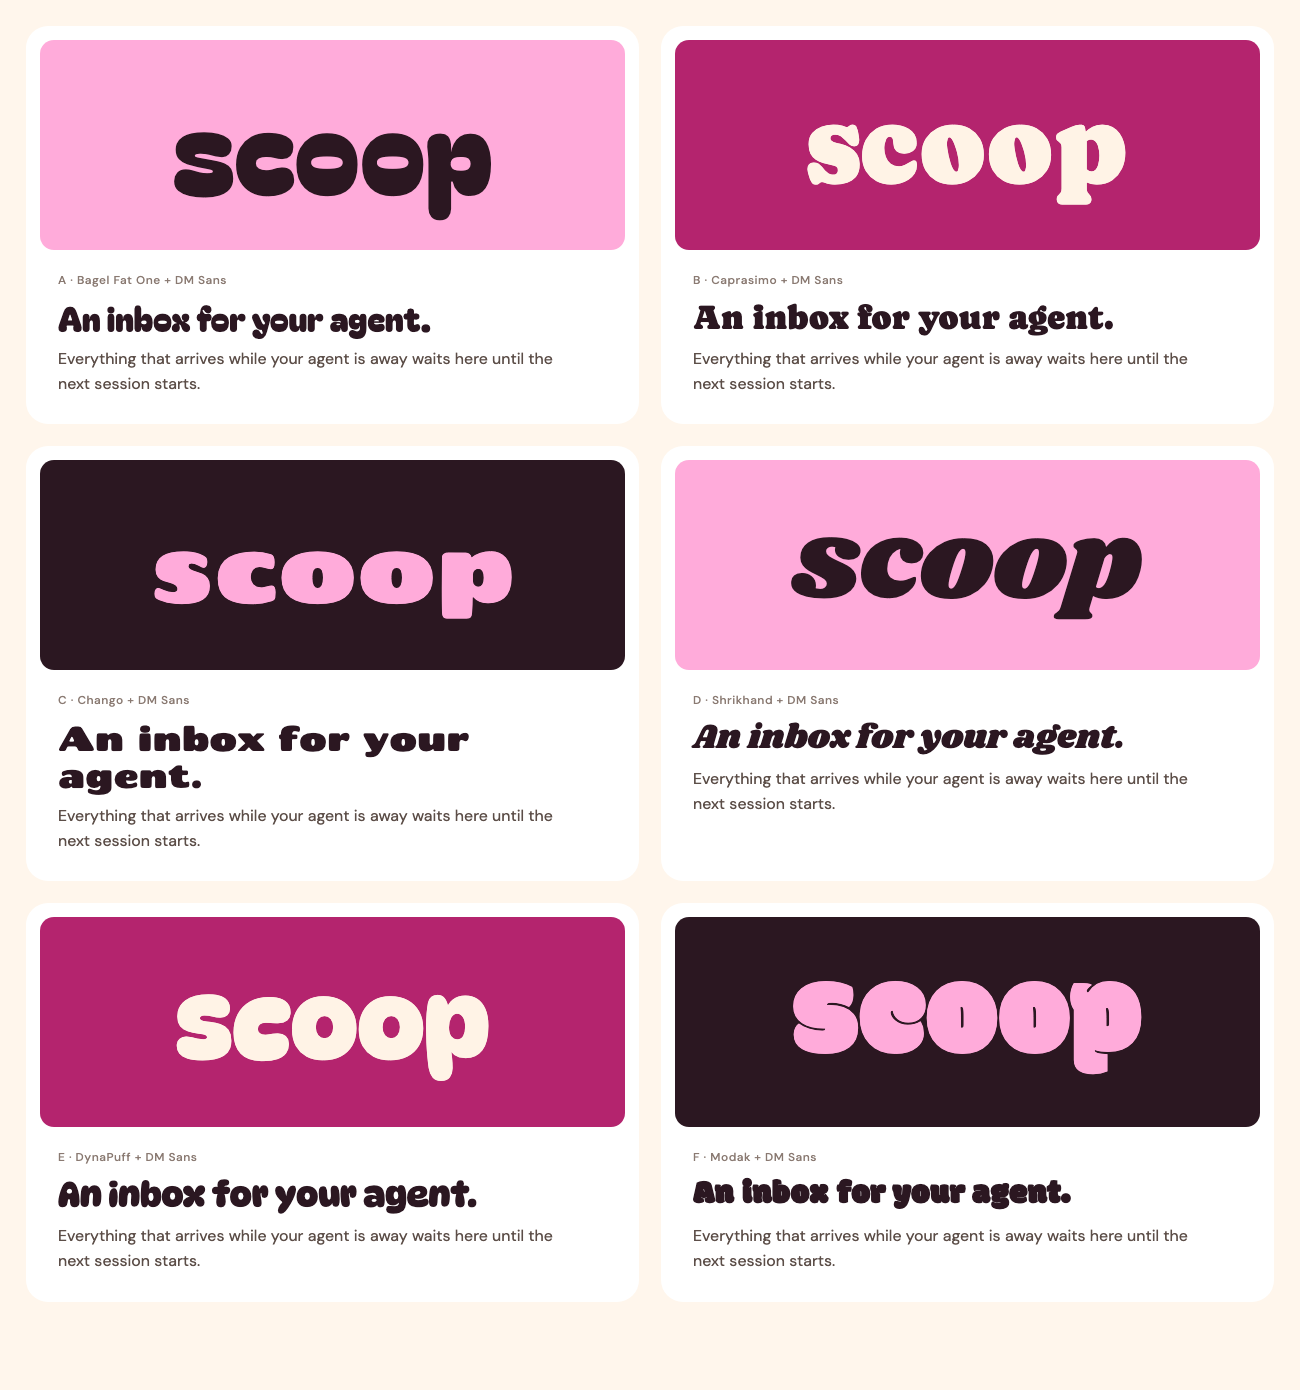 scoop
A · Bagel Fat One + DM Sans
An inbox for your agent.
Everything that arrives while your agent is away waits here until the
next session starts.
scoop
B · Caprasimo + DM Sans
An inbox for your agent.
Everything that arrives while your agent is away waits here until the
next session starts.
scoop
C · Chango + DM Sans
An inbox for your
agent.
Everything that arrives while your agent is away waits here until the
next session starts.
scoop
D · Shrikhand + DM Sans
An inbox for your agent.
Everything that arrives while your agent is away waits here until the
next session starts.
scoop
E · DynaPuff + DM Sans
An inbox for your agent.
Everything that arrives while your agent is away waits here until the
next session starts.
scoop
F · Modak + DM Sans
An inbox for your agent.
Everything that arrives while your agent is away waits here until the
next session starts.